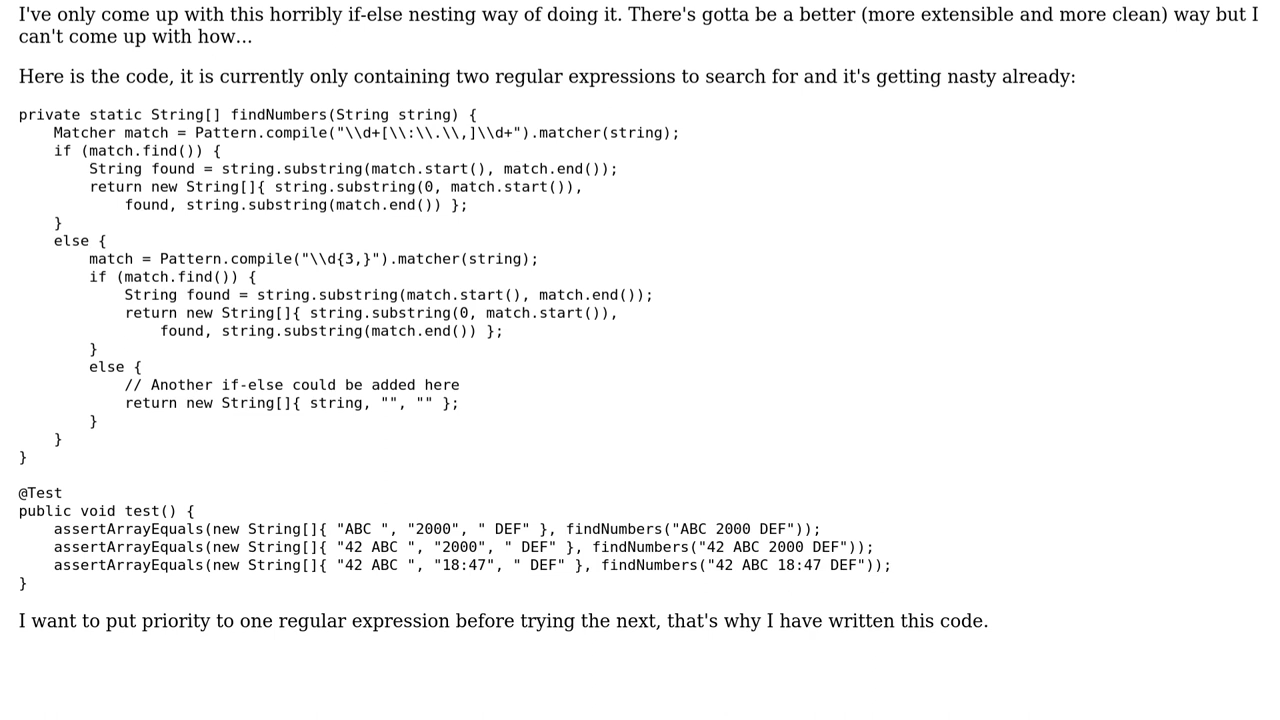 I've only come up with this horribly if-else nesting way of doing it. There's gotta be a better (more extensible and more clean) way but I
can't come up with how...
Here is the code, it is currently only containing two regular expressions to search for and it's getting nasty already:
private static String[] findNumbers(String string) {
    Matcher match = Pattern.compile("\\d+[\\:\\.\\,]\\d+").matcher(string);
    if (match.find()) {
        String found = string.substring(match.start(), match.end());
        return new String[]{ string.substring(0, match.start()),
            found, string.substring(match.end()) };
    }
    else {
        match = Pattern.compile("\\d{3,}").matcher(string);
        if (match.find()) {
            String found = string.substring(match.start(), match.end());
            return new String[]{ string.substring(0, match.start()),
                found, string.substring(match.end()) };
        }
        else {
            // Another if-else could be added here
            return new String[]{ string, "", "" };
        }
    }
}
@Test
public void test() {
    assertArrayEquals(new String[]{ "ABC ", "2000", " DEF" }, findNumbers("ABC 2000 DEF"));
    assertArrayEquals(new String[]{ "42 ABC ", "2000", " DEF" }, findNumbers("42 ABC 2000 DEF"));
    assertArrayEquals(new String[]{ "42 ABC ", "18:47", " DEF" }, findNumbers("42 ABC 18:47 DEF"));
}
I want to put priority to one regular expression before trying the next, that's why I have written this code.